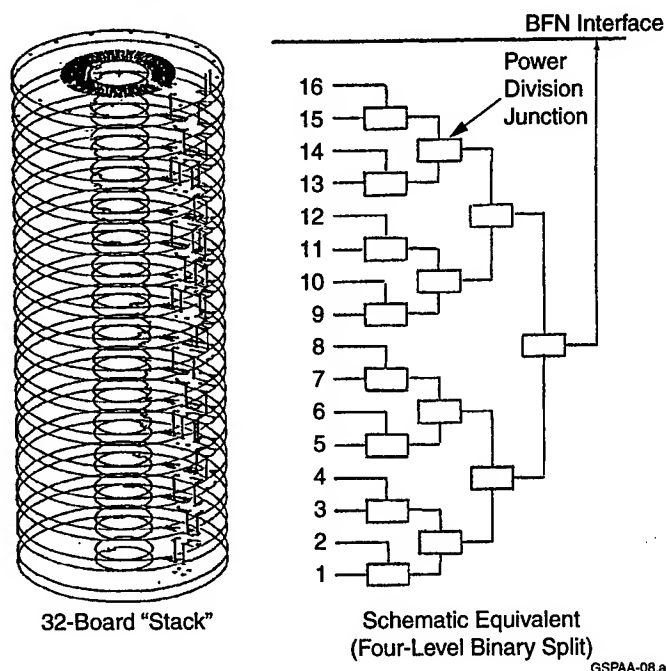 BFN Interface
Power
Division
Junction
16
15
14
13
12
11
10
9
8
7
6
5
4
3
2
1
32-Board "Stack"
Schematic Equivalent
(Four-Level Binary Split)
GSPAA-08.a